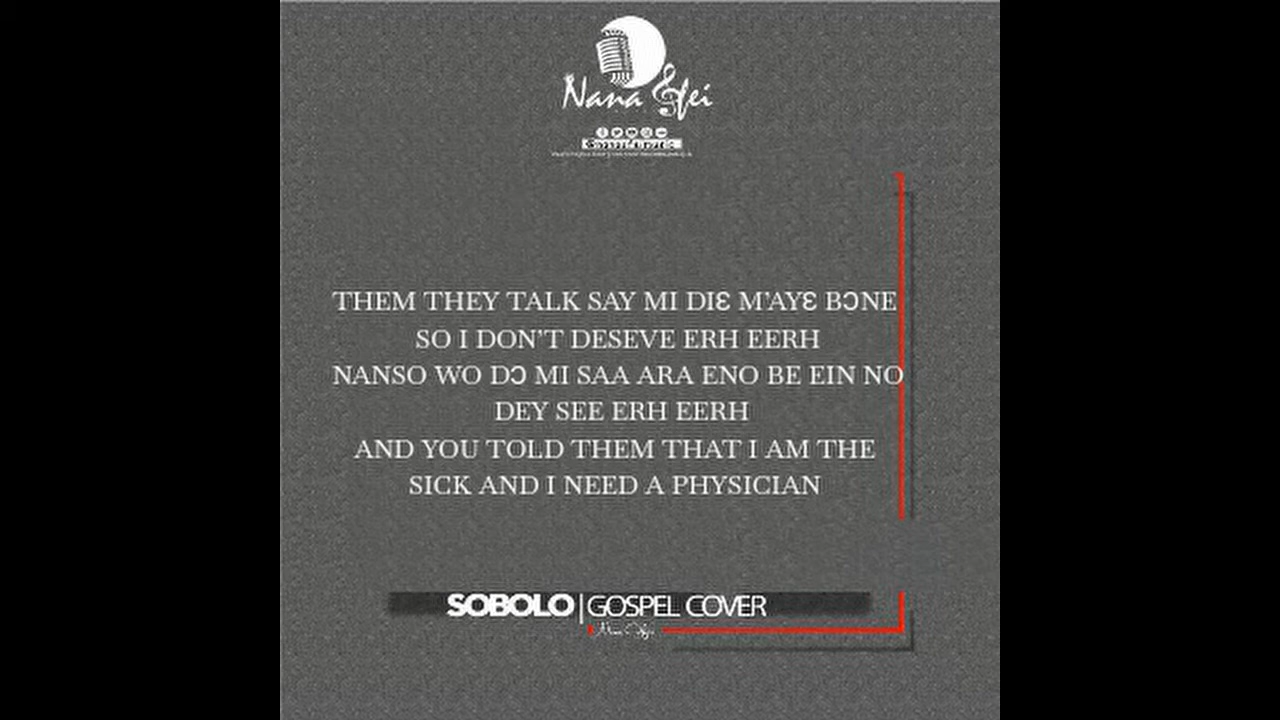 Nana Efei
THEM THEY TALK SAY MI DIƐ M'AYƐ BƆNE
SO I DON'T DESEVE ERH EERH
NANSO WO DƆ MI SAA ARA ENO BE EIN NO
DEY SEE ERH EERH
AND YOU TOLD THEM THAT I AM THE
SICK AND I NEED A PHYSICIAN
SOBOLO|GOSPEL COVER